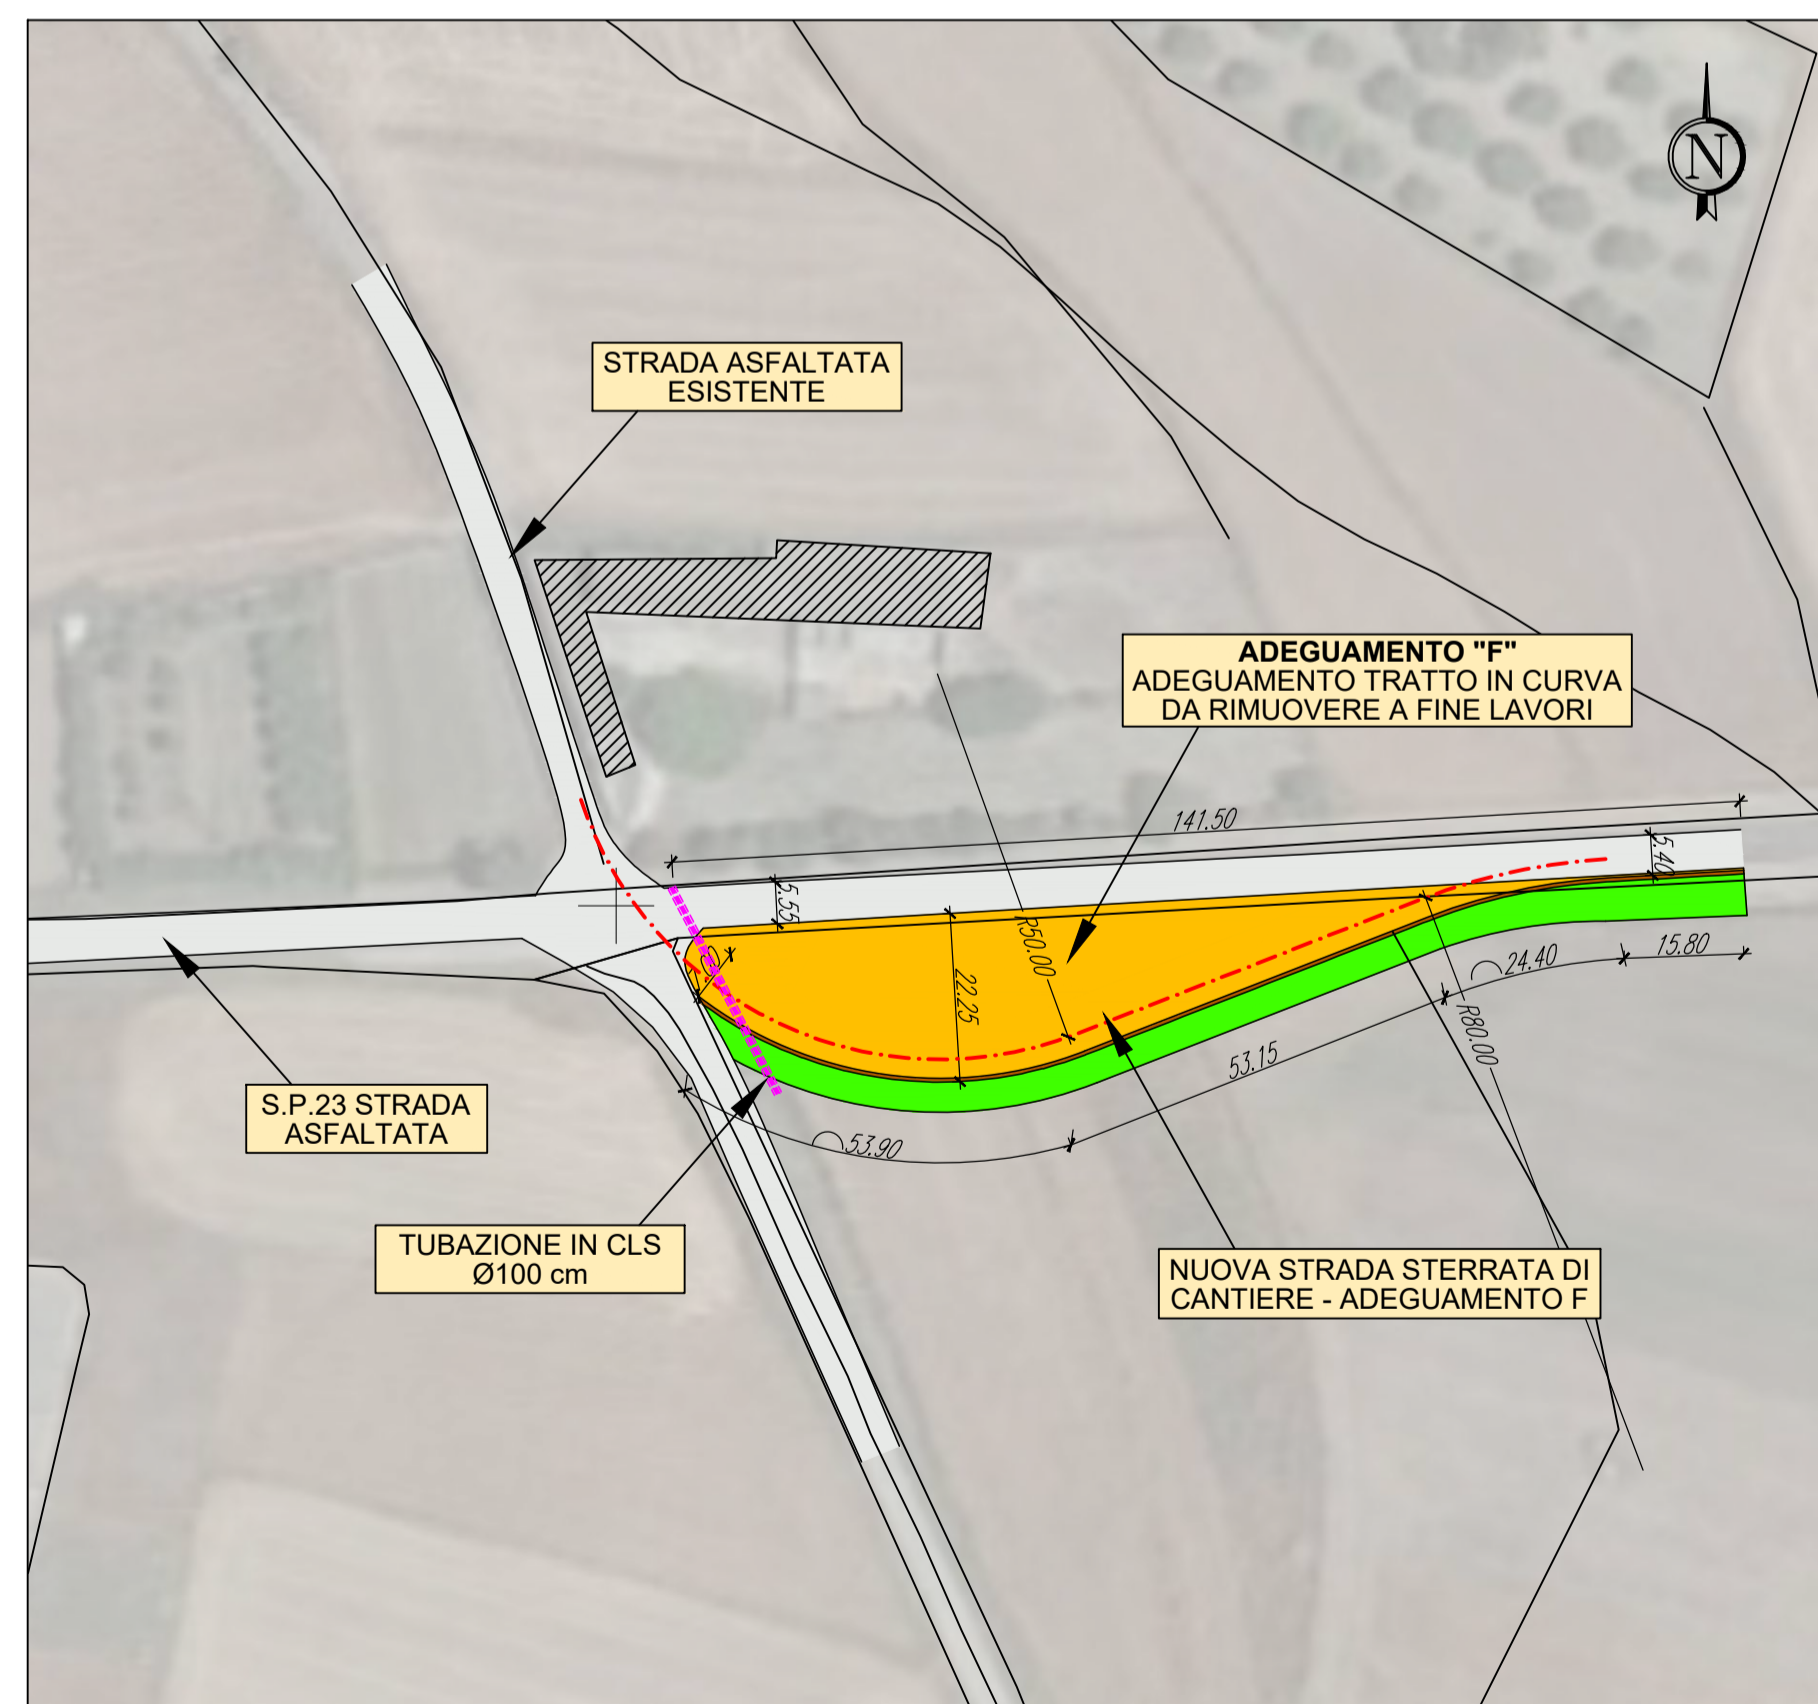 N
STRADA ASFALTATA
ESISTENTE
ADEGUAMENTO "F"
ADEGUAMENTO TRATTO IN CURVA
DA RIMUOVERE A FINE LAVORI
141.50
5.40
5.55
R50.00
22.25
24.40
15.80
R80.00
53.15
53.90
S.P.23 STRADA
ASFALTATA
TUBAZIONE IN CLS
Ø100 cm
NUOVA STRADA STERRATA DI
CANTIERE - ADEGUAMENTO F